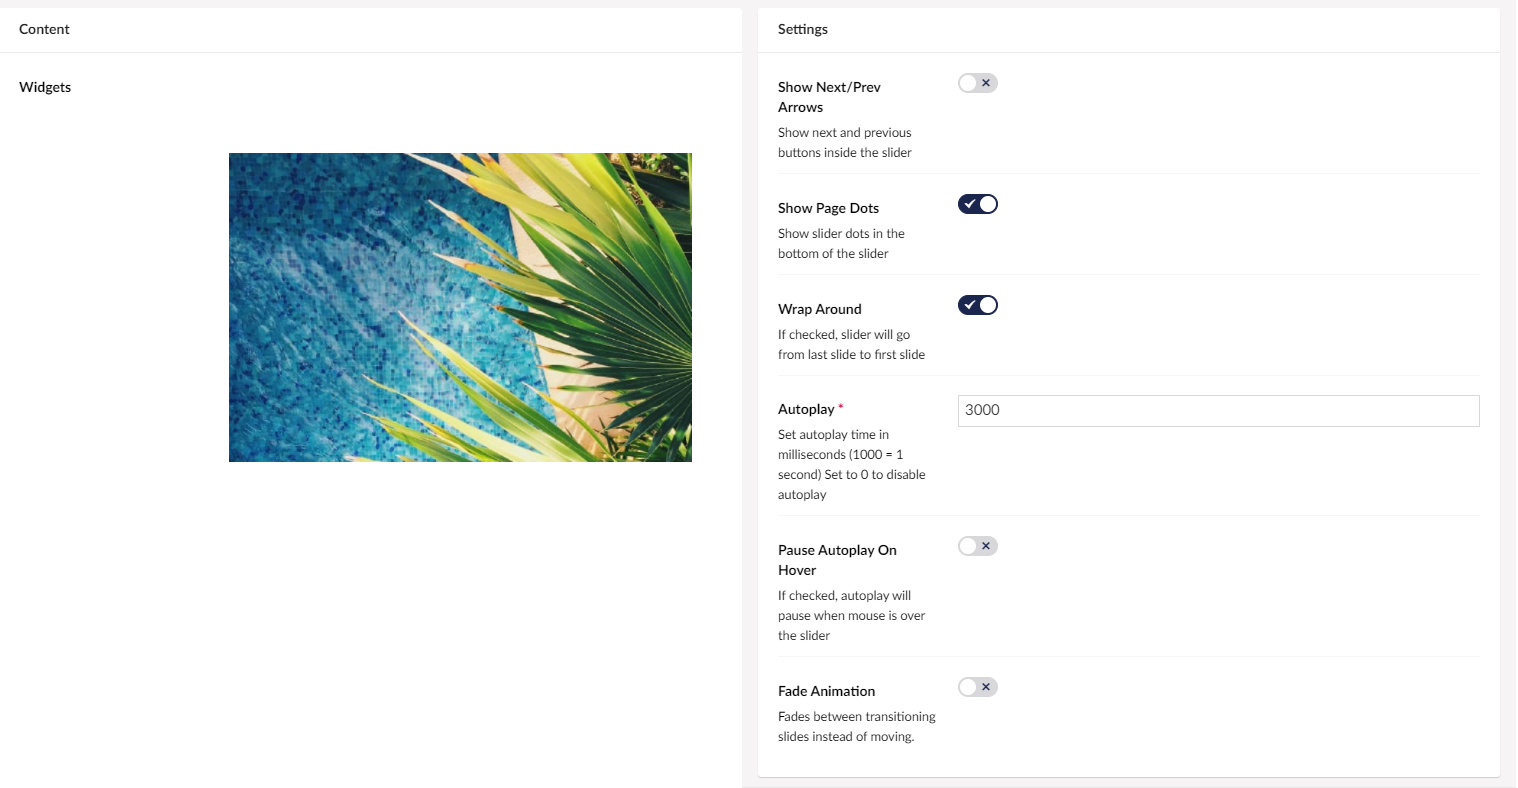 Content
Widgets
Settings
Show Next/Prev
Arrows
Show next and previous
buttons inside the slider
Show Page Dots
Show slider dots in the
bottom of the slider
Wrap Around
If checked, slider will go
from last slide to first slide
Autoplay *
3000
Set autoplay time in
milliseconds (1000 = 1
second) Set to 0 to disable
autoplay
Pause Autoplay On
Hover
If checked, autoplay will
pause when mouse is over
the slider
Fade Animation
Fades between transitioning
slides instead of moving.